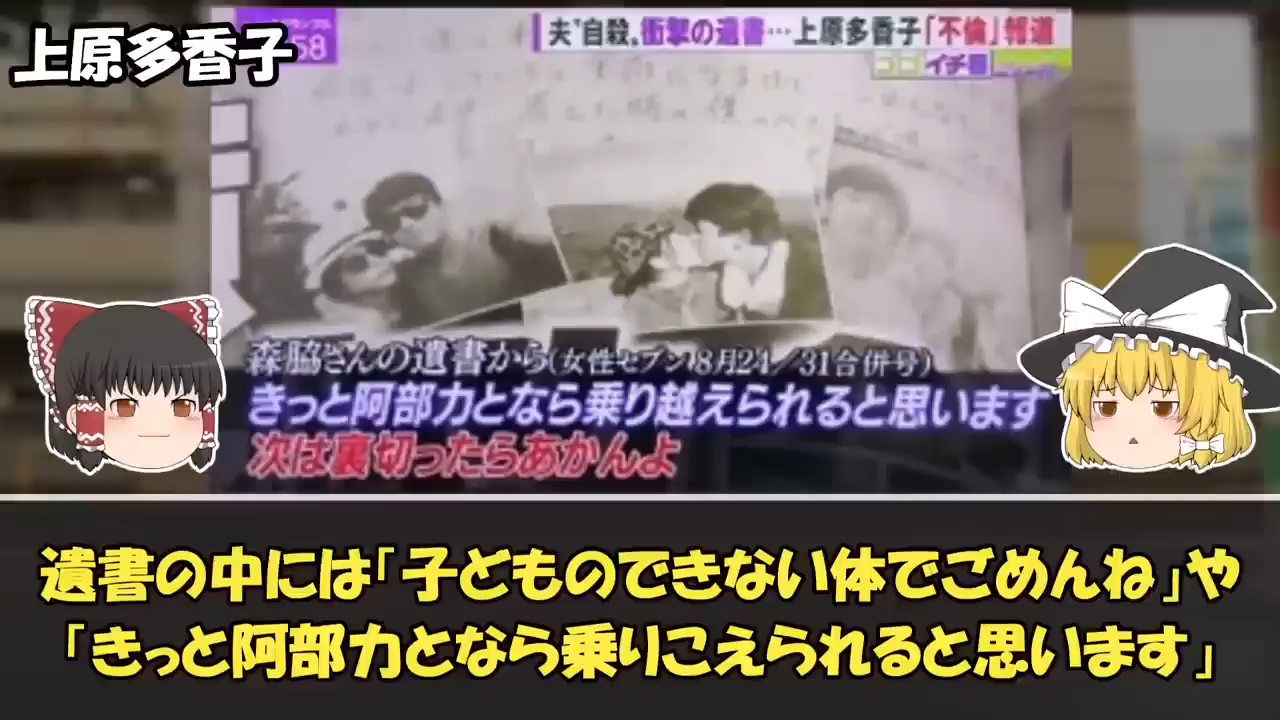 上原多香子
58
夫〝自殺〟衝撃の遺書…上原多香子「不倫」報道
ココイチ番
森脇さんの遺書から(女性セブン8月24/31合併号)
きっと阿部力となら乗り越えられると思います
次は裏切ったらあかんよ
遺書の中には「子どものできない体でごめんね」や
「きっと阿部力となら乗りこえられると思います」